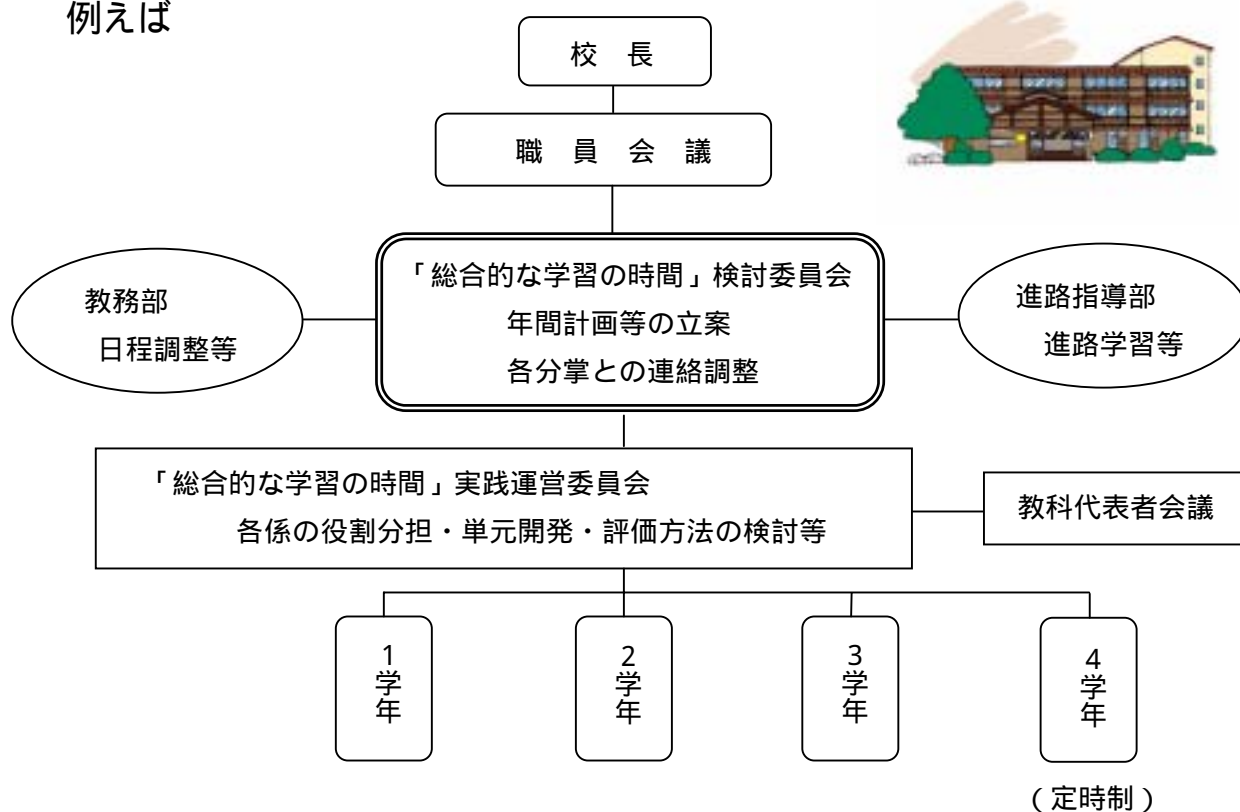 例えば
校 長
職 員 会 議
「総合的な学習の時間」検討委員会
年間計画等の立案
各分掌との連絡調整
教務部
日程調整等
進路指導部
進路学習等
「総合的な学習の時間」実践運営委員会
各係の役割分担・単元開発・評価方法の検討等
教科代表者会議
1学年
2学年
3学年
4学年
(定時制)